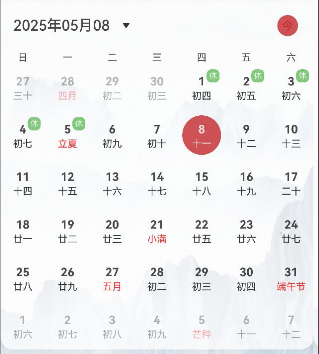 2025年05月08 今
日 一 二 三 四 五 六
27 28 29 30 1 休 2 休 3 休
三十 四月 初二 初三 初四 初五 初六
4 休 5 休 6 7 8 9 10
初七 立夏 初九 初十 十一 十二 十三
11 12 13 14 15 16 17
十四 十五 十六 十七 十八 十九 二十
18 19 20 21 22 23 24
廿一 廿二 廿三 小满 廿五 廿六 廿七
25 26 27 28 29 30 31
廿八 廿九 五月 初二 初三 初四 端午节
1 2 3 4 5 6 7
初六 初七 初八 初九 芒种 十一 十二